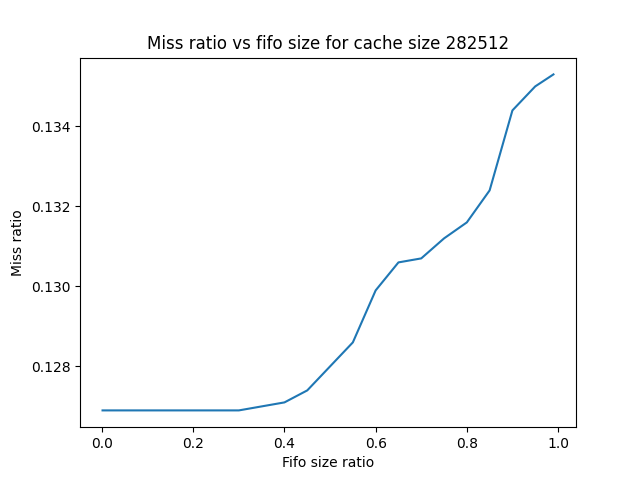 Miss ratio vs fifo size for cache size 282512
0.134
0.132
0.130
0.128
Miss ratio
0.0 0.2 0.4 0.6 0.8 1.0
Fifo size ratio